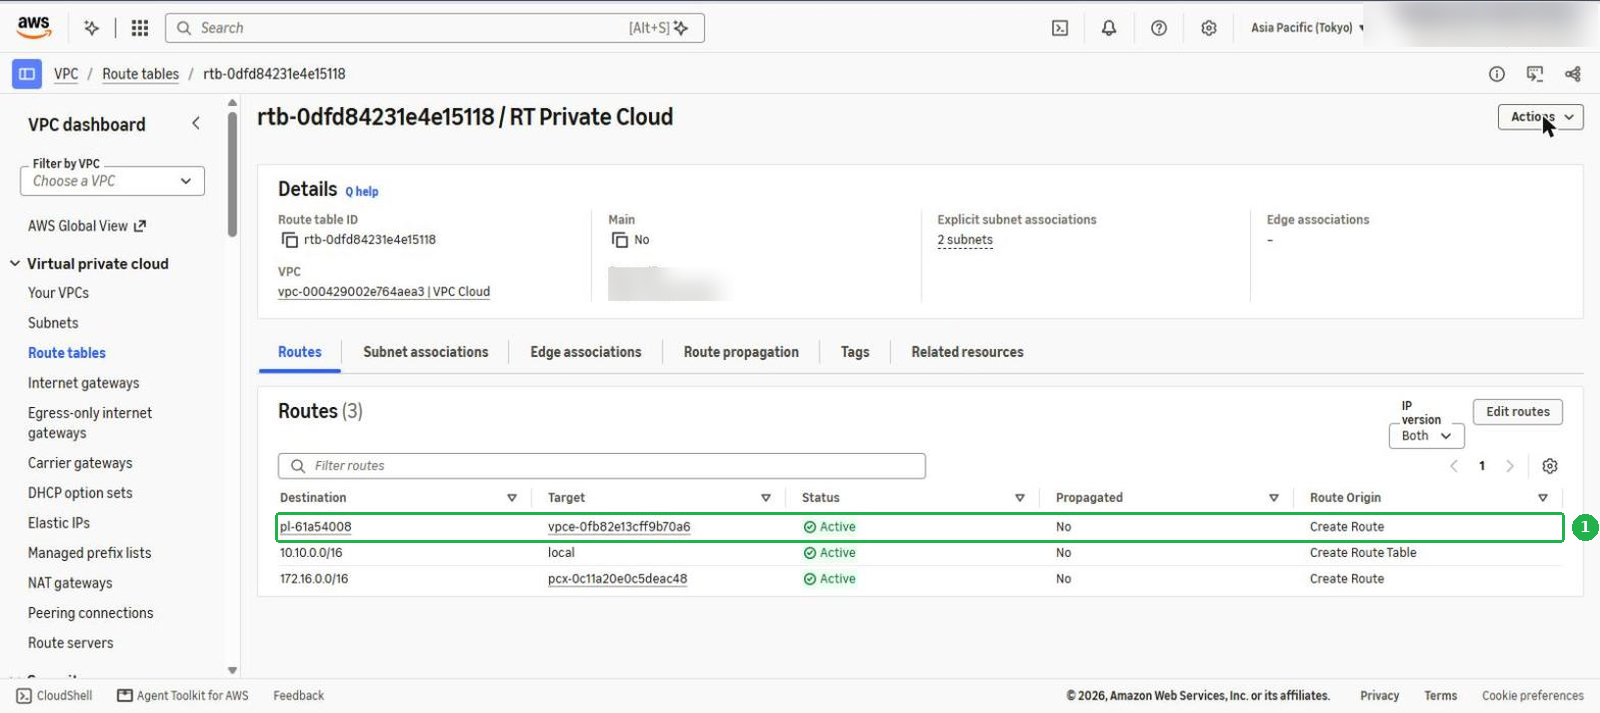 aws
Search [Alt+S]
Asia Pacific (Tokyo)
VPC / Route tables / rtb-0dfd84231e4e15118
VPC dashboard
Filter by VPC
Choose a VPC
AWS Global View
Virtual private cloud
Your VPCs
Subnets
Route tables
Internet gateways
Egress-only internet
gateways
Carrier gateways
DHCP option sets
Elastic IPs
Managed prefix lists
NAT gateways
Peering connections
Route servers
rtb-0dfd84231e4e15118 / RT Private Cloud
Actions
Details Q help
Route table ID
rtb-0dfd84231e4e15118
Main
No
Explicit subnet associations
2 subnets
Edge associations
-
VPC
vpc-000429002e764aea3 | VPC Cloud
Routes Subnet associations Edge associations Route propagation Tags Related resources
Routes (3)
IP
version
Both
Edit routes
Filter routes
1
Destination Target Status Propagated Route Origin
pl-61a54008 vpce-0fb82e13cff9b70a6 Active No Create Route 1
10.10.0.0/16 local Active No Create Route Table
172.16.0.0/16 pcx-0c11a20e0c5deac48 Active No Create Route
CloudShell Agent Toolkit for AWS Feedback © 2026, Amazon Web Services, Inc. or its affiliates. Privacy Terms Cookie preferences